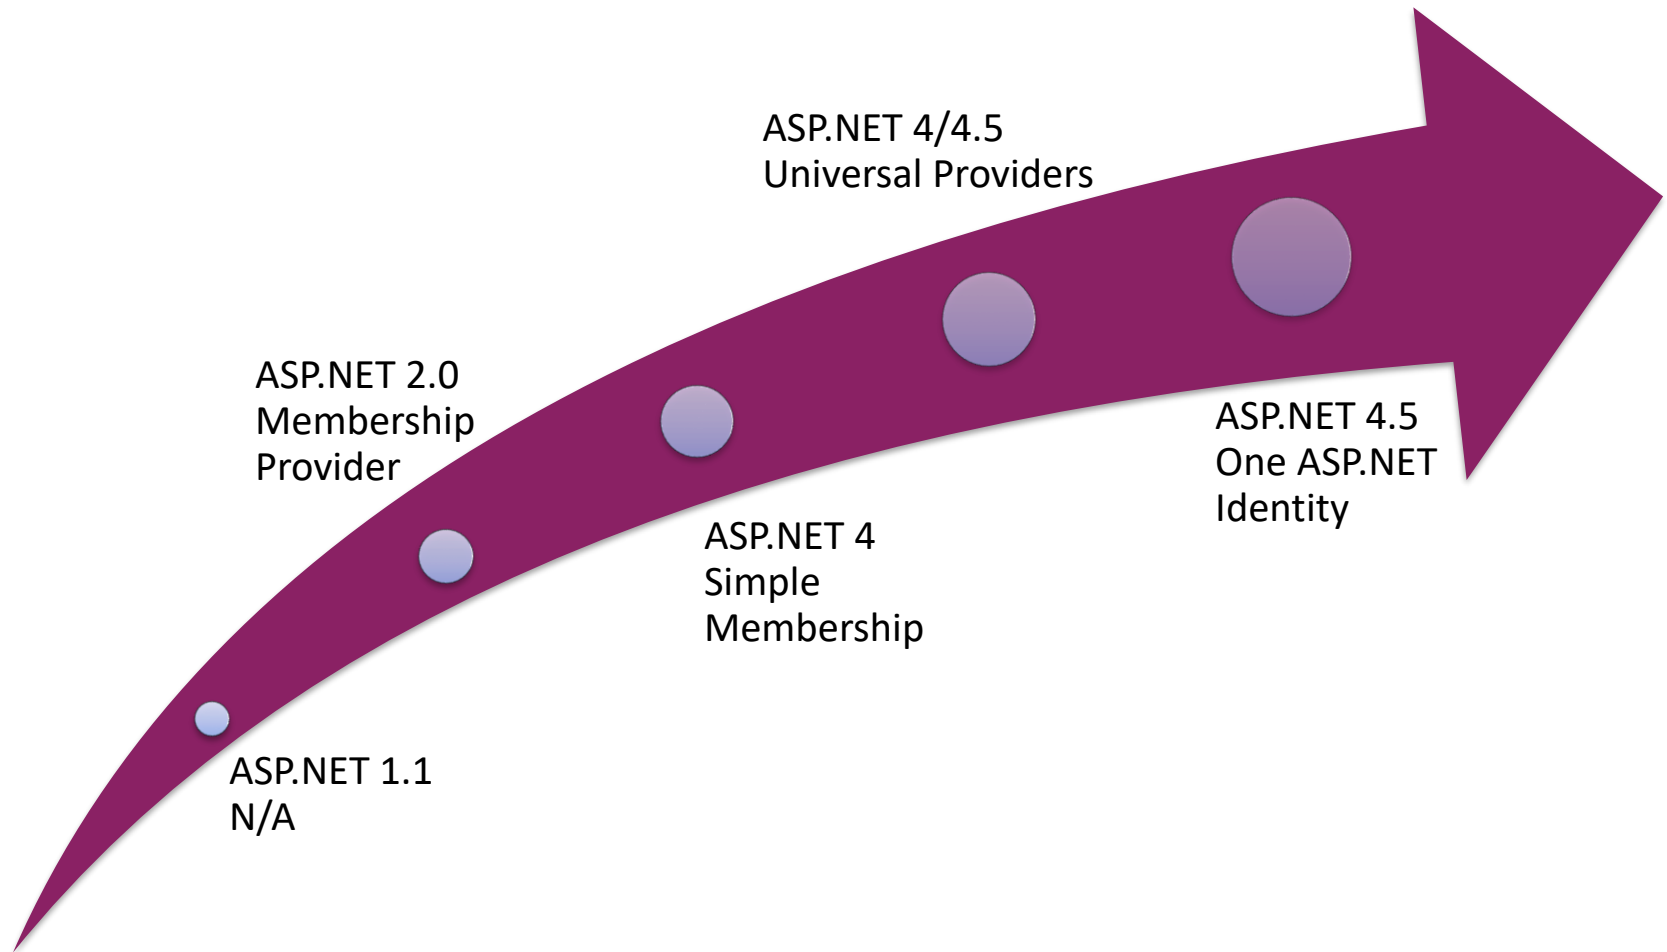 ASP.NET 1.1
N/A
ASP.NET 2.0
Membership
Provider
ASP.NET 4
Simple
Membership
ASP.NET 4/4.5
Universal Providers
ASP.NET 4.5
One ASP.NET
Identity